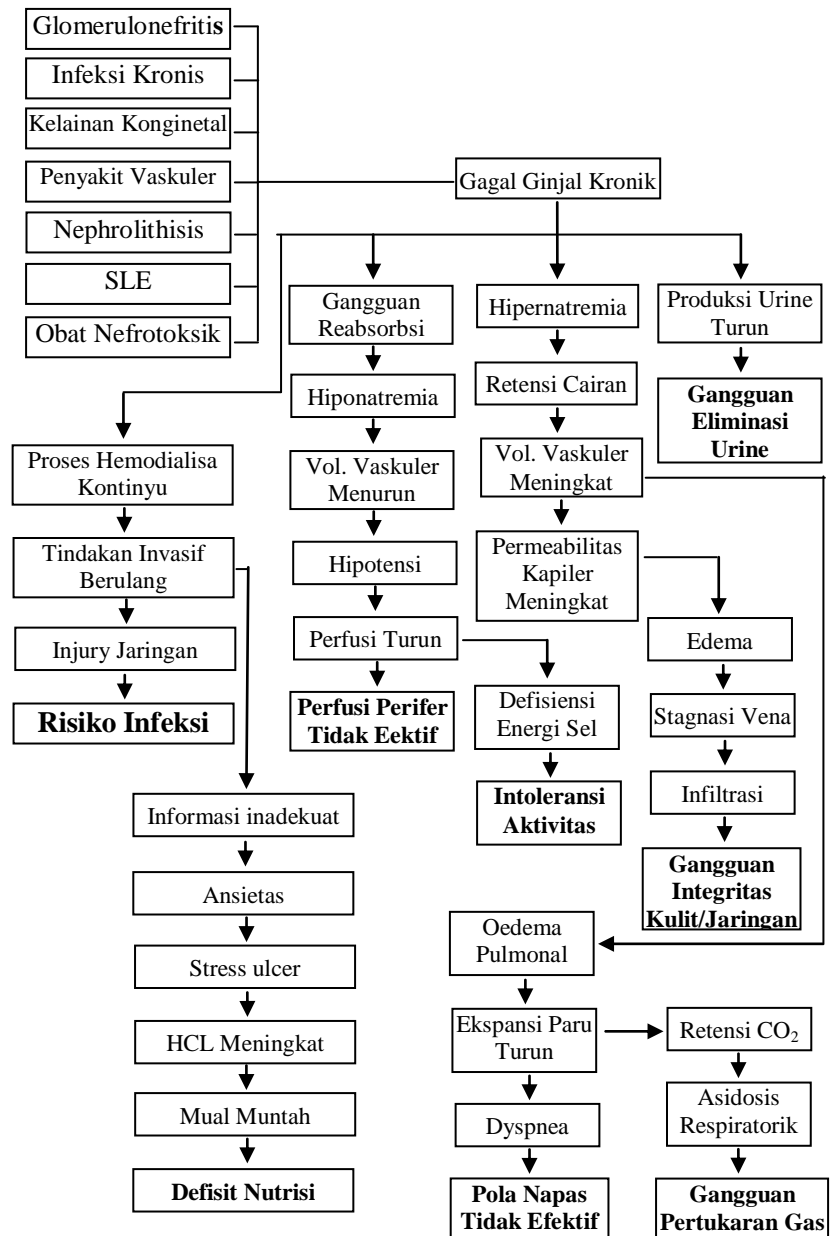 Glomerulonefritis
Infeksi Kronis
Kelainan Konginetal
Penyakit Vaskuler
Nephrolithisis
SLE
Obat Nefrotoksik
Gagal Ginjal Kronik
Gangguan
Reabsorbsi
Hiponatremia
Vol. Vaskuler
Menurun
Hipotensi
Perfusi Turun
Perfusi Perifer
Tidak Eektif
Defisiensi
Energi Sel
Intoleransi
Aktivitas
Hipernatremia
Retensi Cairan
Vol. Vaskuler
Meningkat
Permeabilitas
Kapiler
Meningkat
Edema
Stagnasi Vena
Infiltrasi
Gangguan
Integritas
Kulit/Jaringan
Produksi Urine
Turun
Gangguan
Eliminasi
Urine
Proses Hemodialisa
Kontinyu
Tindakan Invasif
Berulang
Injury Jaringan
Risiko Infeksi
Informasi inadekuat
Ansietas
Stress ulcer
HCL Meningkat
Mual Muntah
Defisit Nutrisi
Oedema
Pulmonal
Ekspansi Paru
Turun
Dyspnea
Pola Napas
Tidak Efektif
Retensi CO₂
Asidosis
Respiratorik
Gangguan
Pertukaran Gas